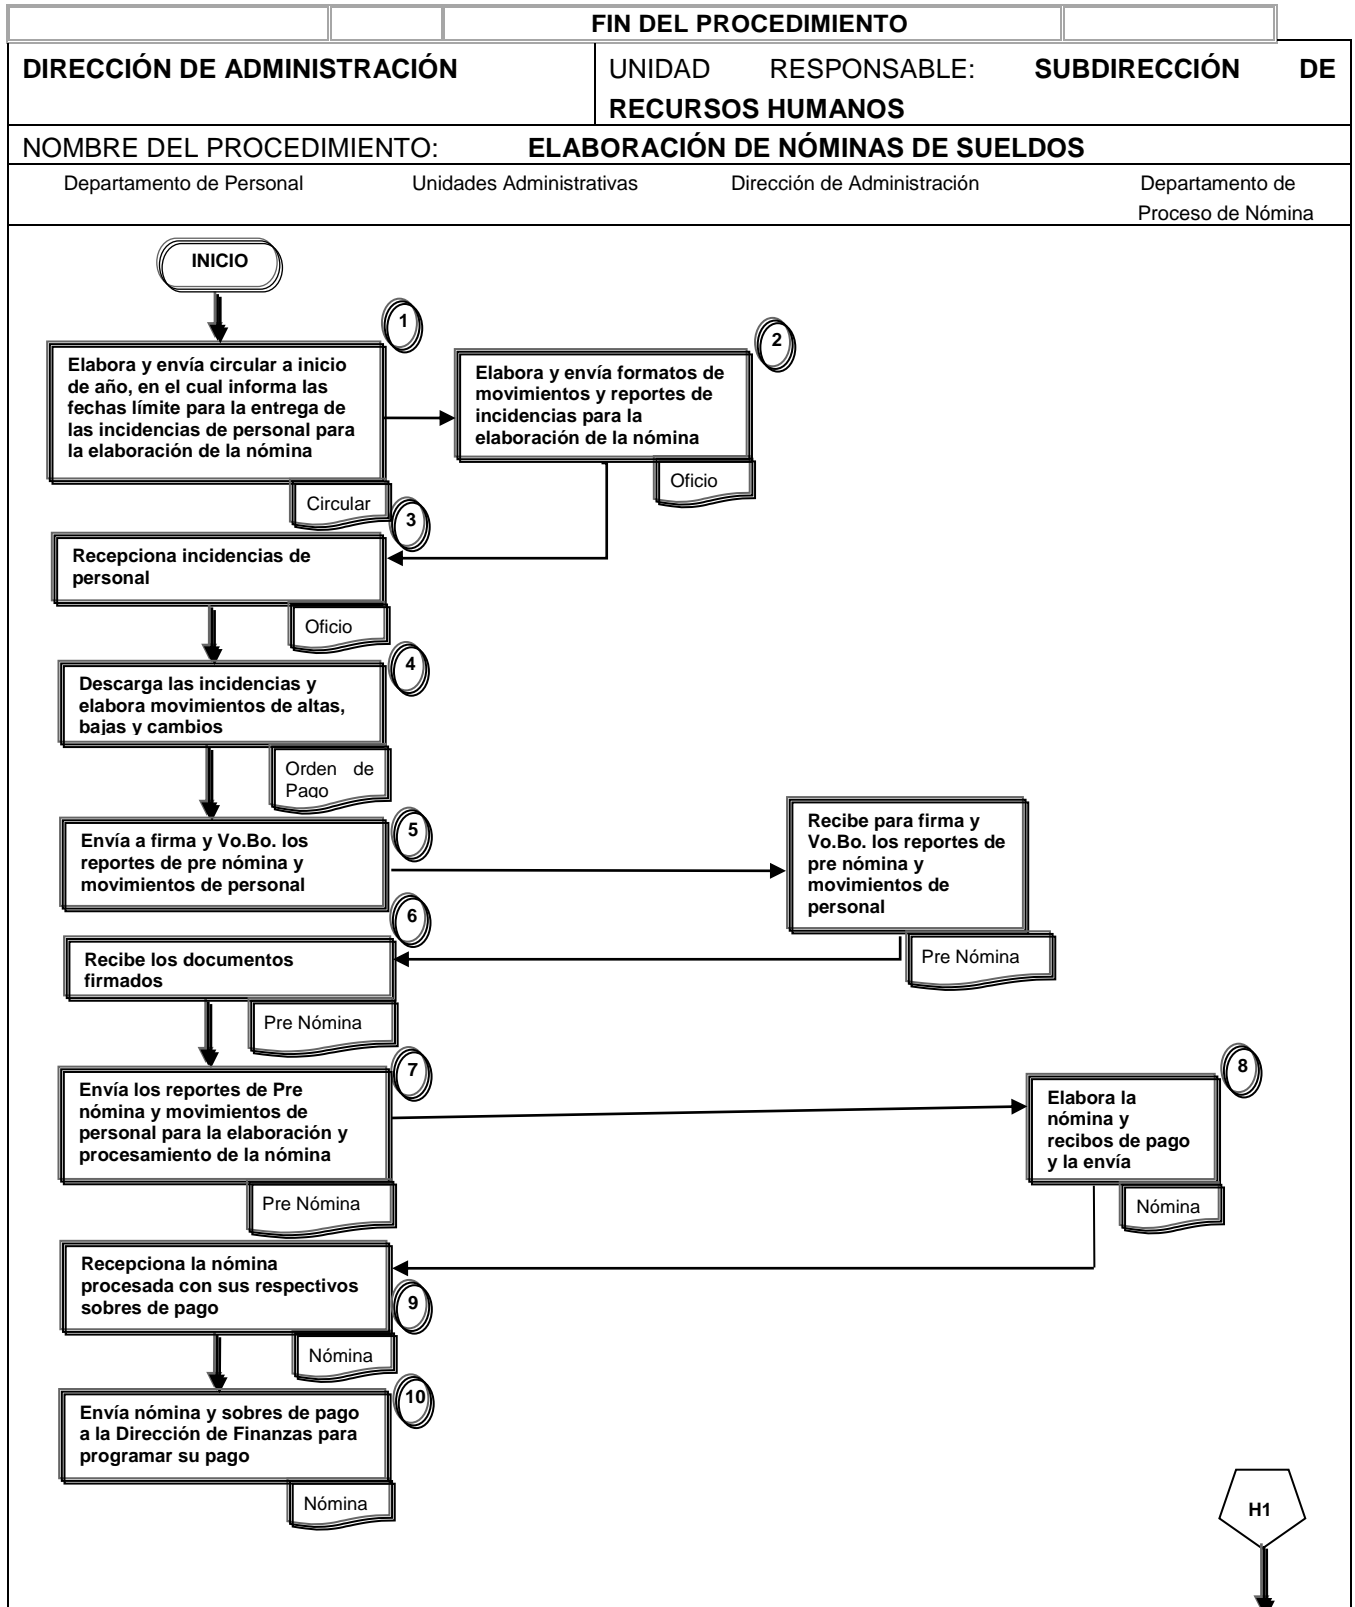 FIN DEL PROCEDIMIENTO
DIRECCIÓN DE ADMINISTRACIÓN
UNIDAD RESPONSABLE: SUBDIRECCIÓN DE
RECURSOS HUMANOS
NOMBRE DEL PROCEDIMIENTO: ELABORACIÓN DE NÓMINAS DE SUELDOS
Departamento de Personal
Unidades Administrativas
Dirección de Administración
Departamento de
Proceso de Nómina
INICIO
1
Elabora y envía circular a inicio
de año, en el cual informa las
fechas límite para la entrega de
las incidencias de personal para
la elaboración de la nómina
Circular
2
Elabora y envía formatos de
movimientos y reportes de
incidencias para la
elaboración de la nómina
Oficio
3
Recepciona incidencias de
personal
Oficio
4
Descarga las incidencias y
elabora movimientos de altas,
bajas y cambios
Orden de
Pago
5
Envía a firma y Vo.Bo. los
reportes de pre nómina y
movimientos de personal
Recibe para firma y
Vo.Bo. los reportes de
pre nómina y
movimientos de
personal
Pre Nómina
6
Recibe los documentos
firmados
Pre Nómina
7
Envía los reportes de Pre
nómina y movimientos de
personal para la elaboración y
procesamiento de la nómina
Pre Nómina
8
Elabora la
nómina y
recibos de pago
y la envía
Nómina
Recepciona la nómina
procesada con sus respectivos
sobres de pago
9
Nómina
10
Envía nómina y sobres de pago
a la Dirección de Finanzas para
programar su pago
Nómina
H1